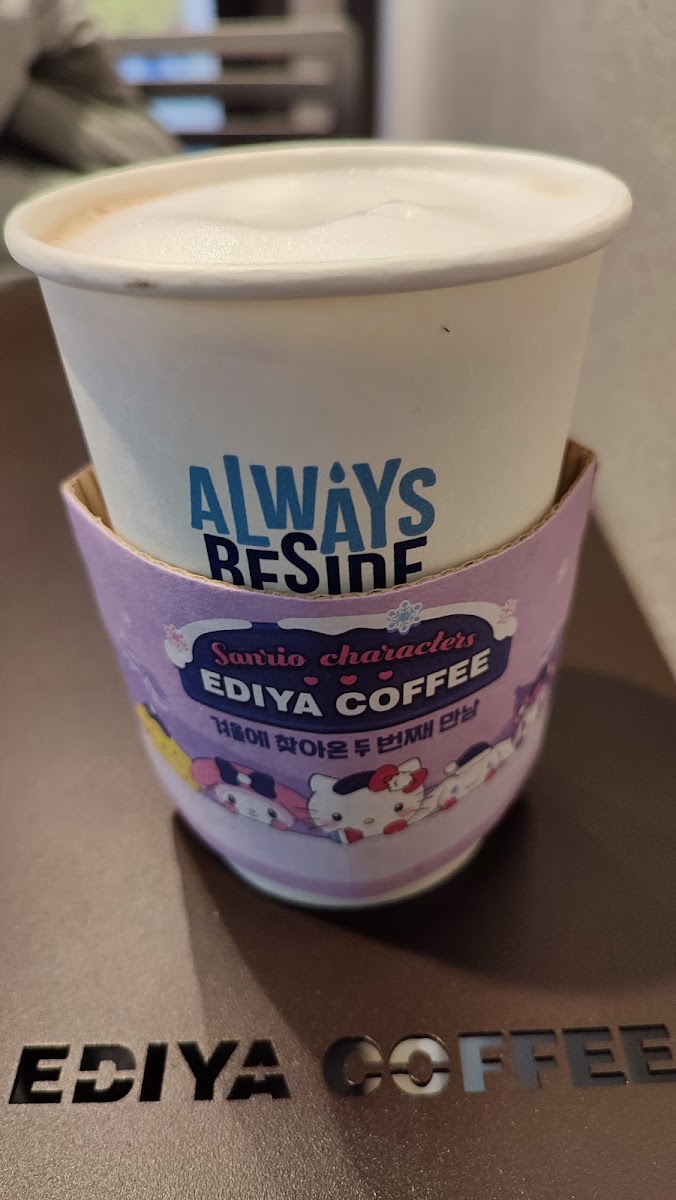 ALWAYS
BESIDE
Sanrio characters
EDIYA COFFEE
겨울에 찾아온 두 번째 만남
EDIYA COFFEE